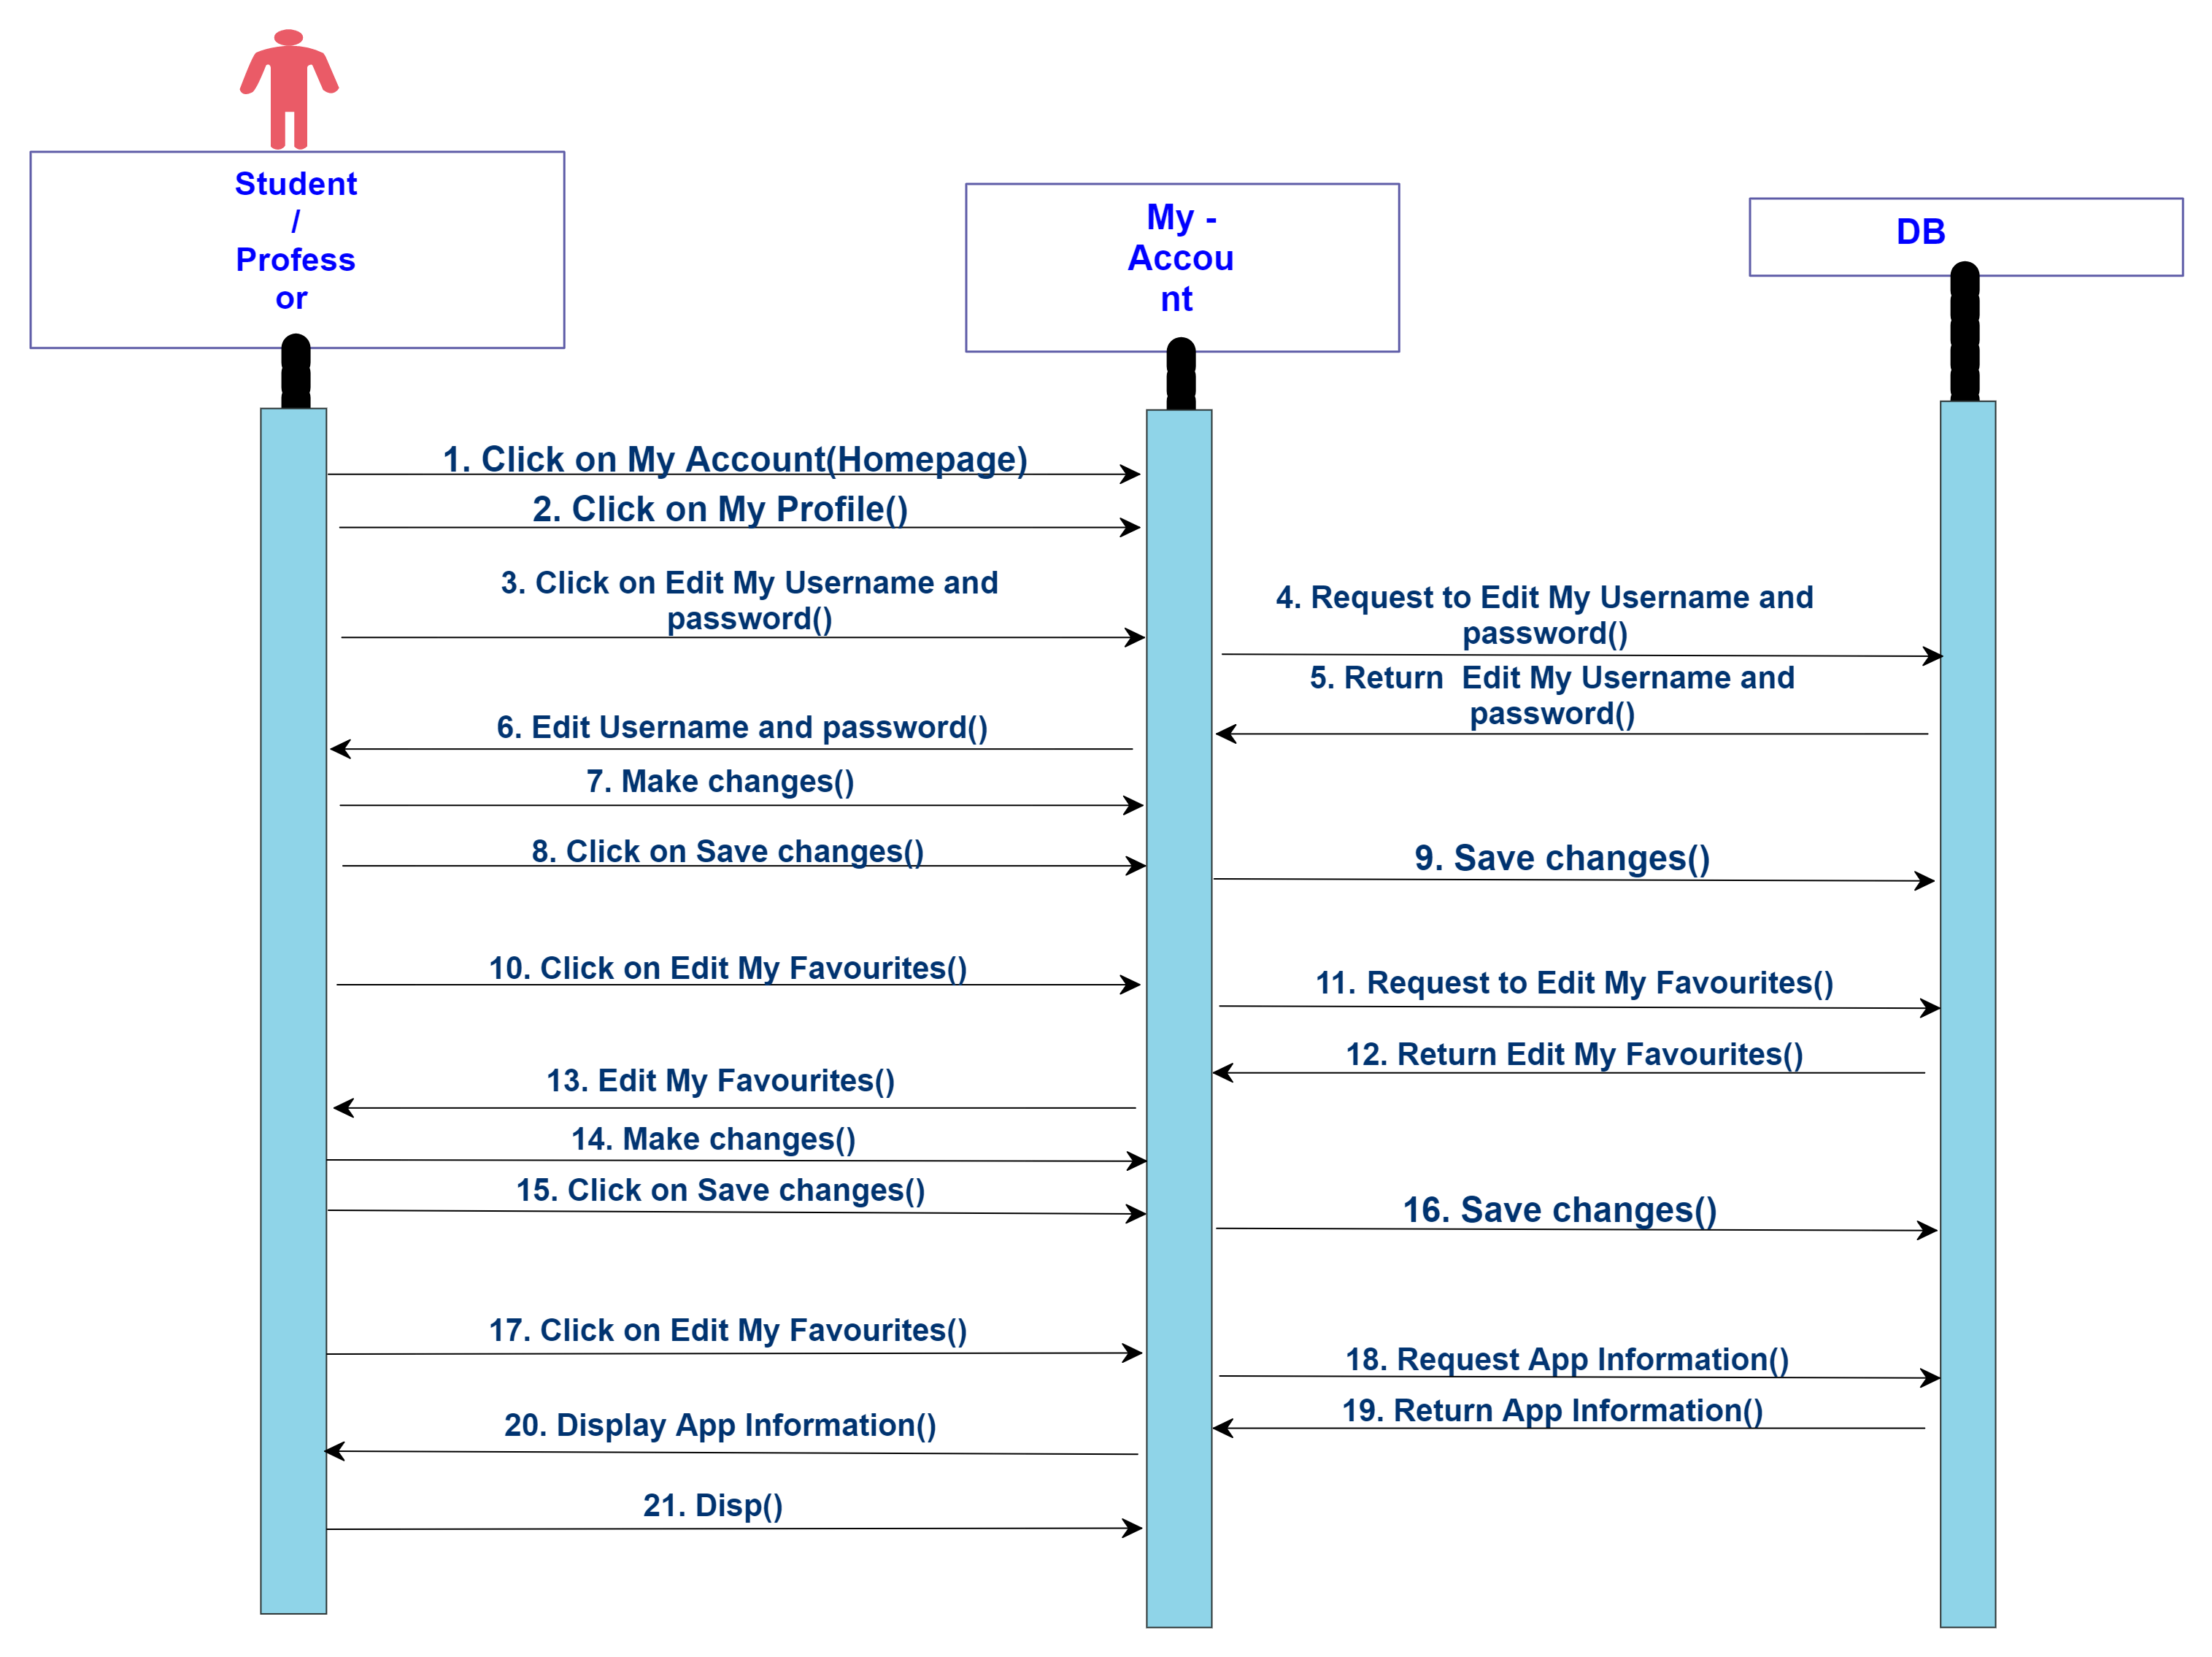 Student
/
Profess
or
My -
Accou
nt
DB
1. Click on My Account(Homepage)
2. Click on My Profile()
3. Click on Edit My Username and
password()
4. Request to Edit My Username and
password()
5. Return  Edit My Username and
password()
6. Edit Username and password()
7. Make changes()
8. Click on Save changes()
9. Save changes()
10. Click on Edit My Favourites()
11. Request to Edit My Favourites()
12. Return Edit My Favourites()
13. Edit My Favourites()
14. Make changes()
15. Click on Save changes()
16. Save changes()
17. Click on Edit My Favourites()
18. Request App Information()
19. Return App Information()
20. Display App Information()
21. Disp()